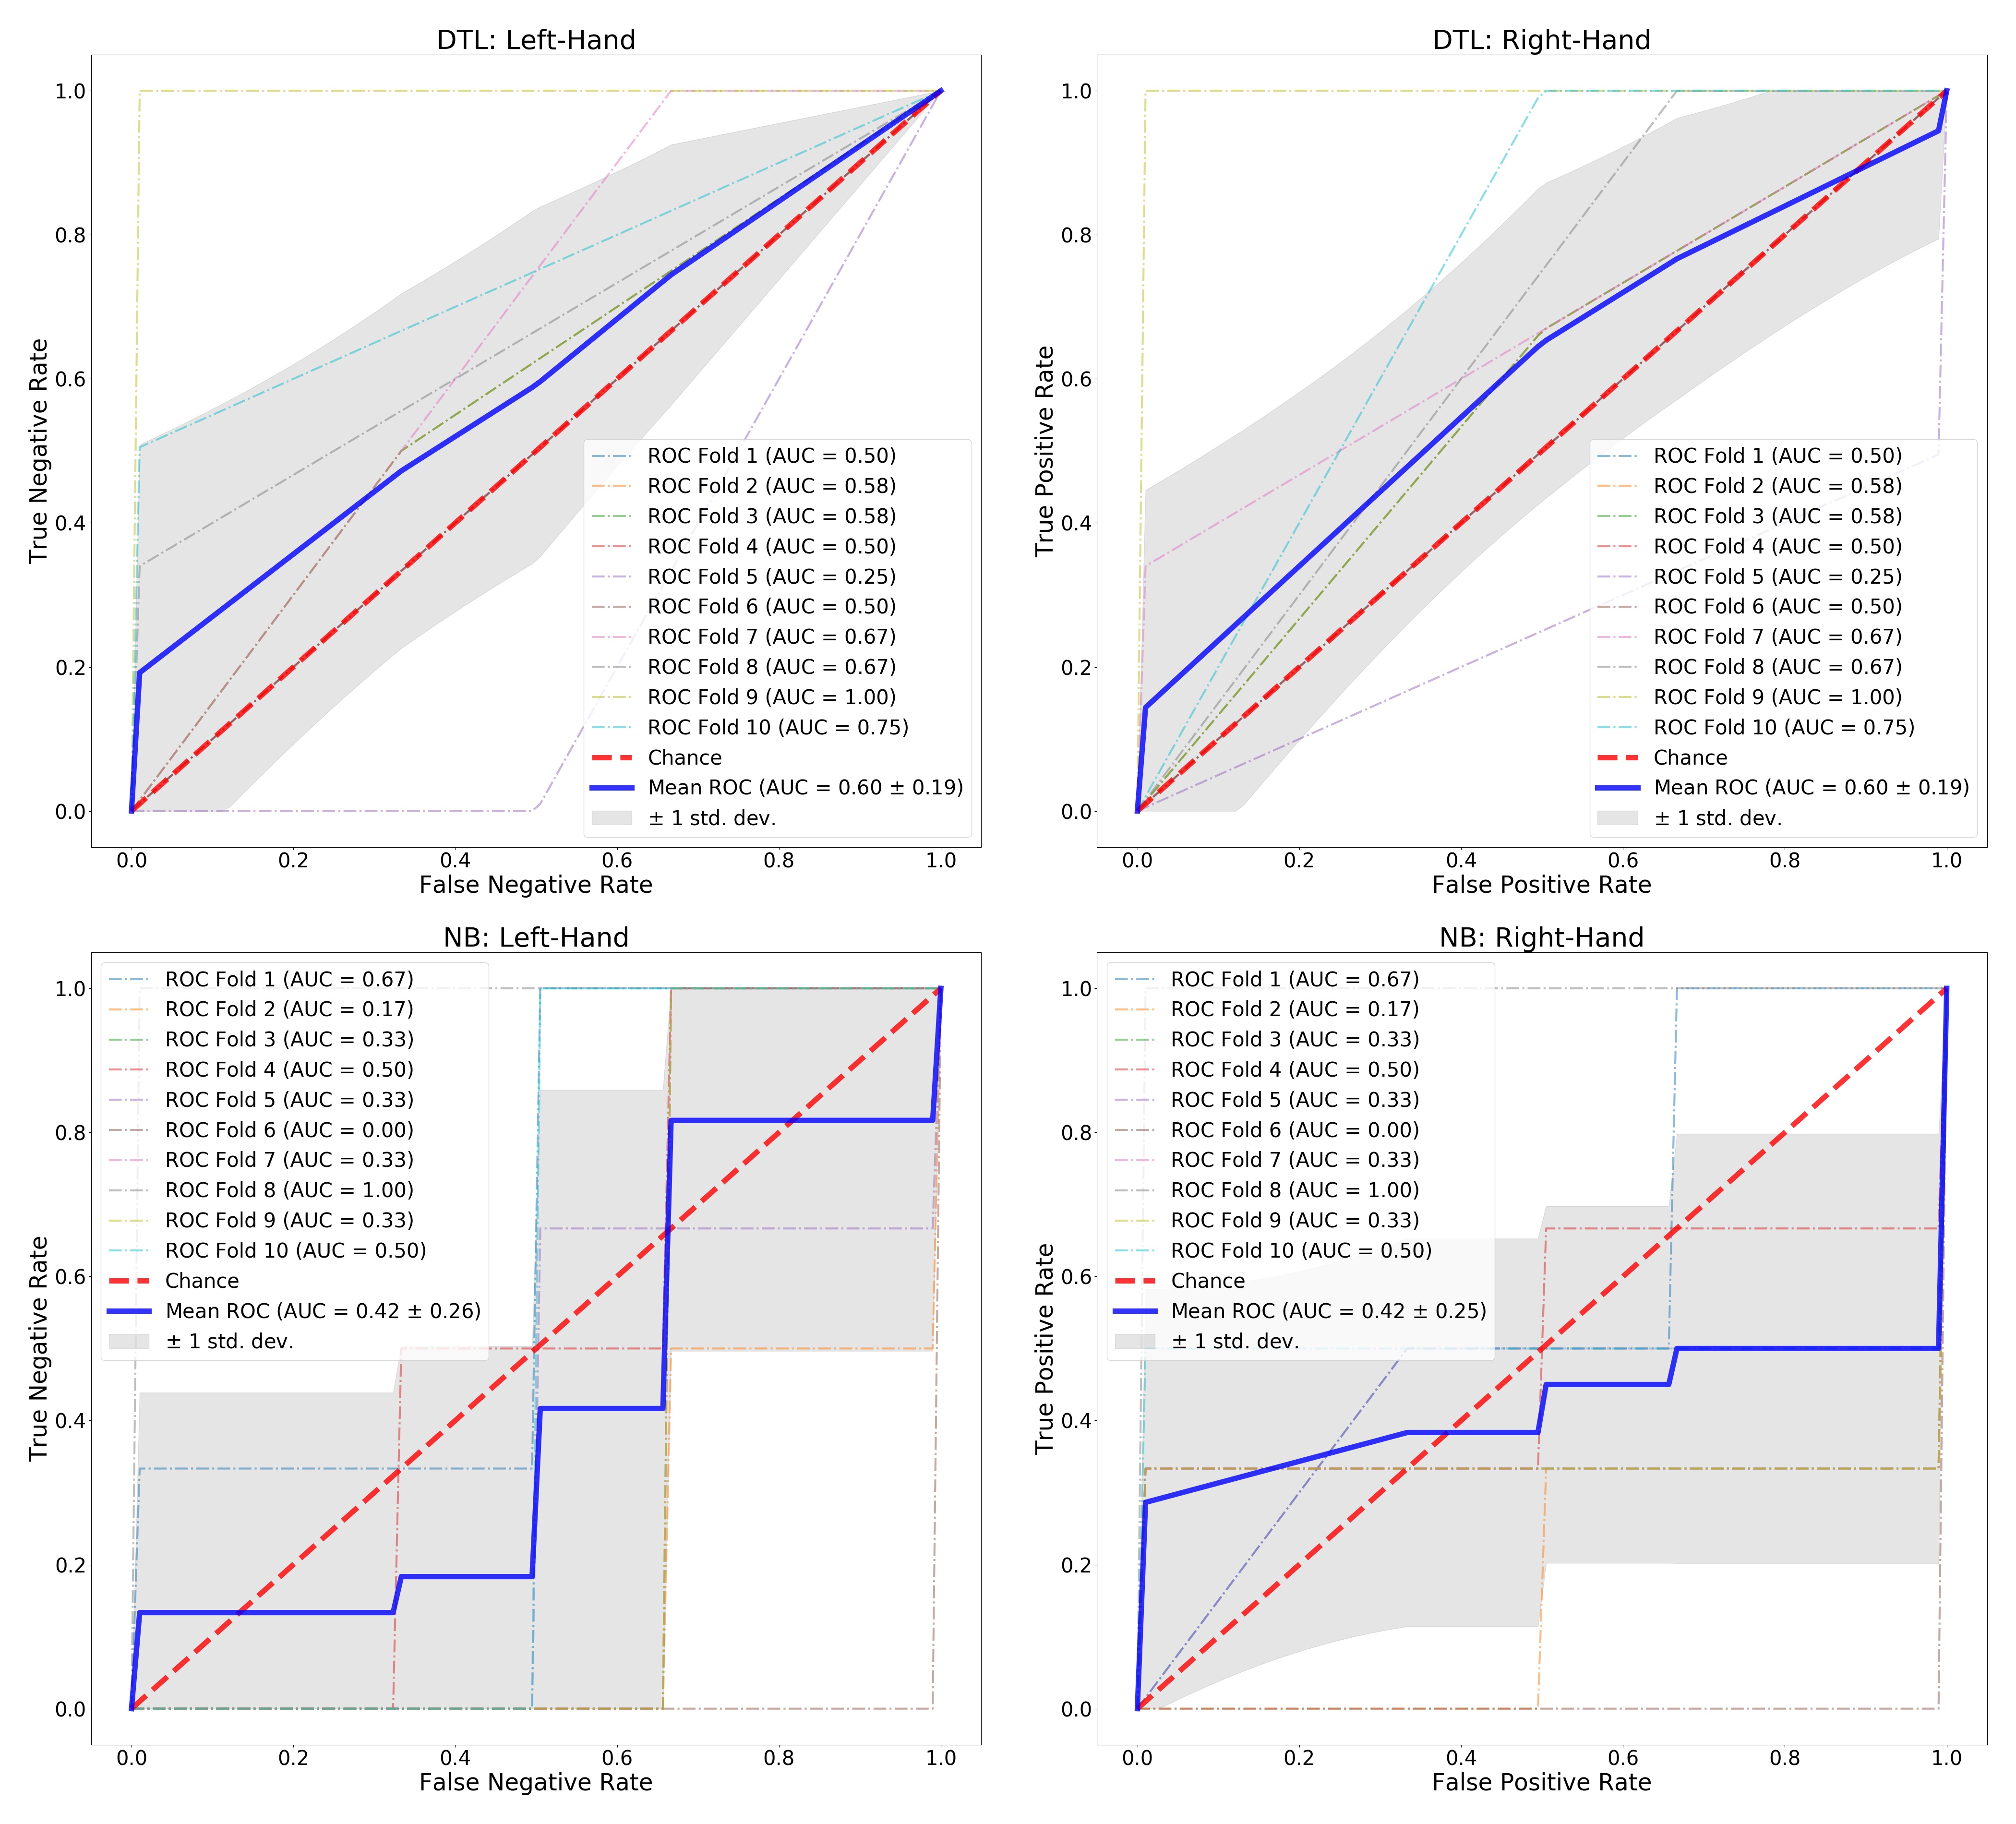 DTL: Left-Hand
True Negative Rate
1.0
0.8
0.6
0.4
0.2
0.0
ROC Fold 1 (AUC = 0.50)
ROC Fold 2 (AUC = 0.58)
ROC Fold 3 (AUC = 0.58)
ROC Fold 4 (AUC = 0.50)
ROC Fold 5 (AUC = 0.25)
ROC Fold 6 (AUC = 0.50)
ROC Fold 7 (AUC = 0.67)
ROC Fold 8 (AUC = 0.67)
ROC Fold 9 (AUC = 1.00)
ROC Fold 10 (AUC = 0.75)
Chance
Mean ROC (AUC = 0.60 ± 0.19)
± 1 std. dev.
0.0 0.2 0.4 0.6 0.8 1.0
False Negative Rate
DTL: Right-Hand
True Positive Rate
1.0
0.8
0.6
0.4
0.2
0.0
ROC Fold 1 (AUC = 0.50)
ROC Fold 2 (AUC = 0.58)
ROC Fold 3 (AUC = 0.58)
ROC Fold 4 (AUC = 0.50)
ROC Fold 5 (AUC = 0.25)
ROC Fold 6 (AUC = 0.50)
ROC Fold 7 (AUC = 0.67)
ROC Fold 8 (AUC = 0.67)
ROC Fold 9 (AUC = 1.00)
ROC Fold 10 (AUC = 0.75)
Chance
Mean ROC (AUC = 0.60 ± 0.19)
± 1 std. dev.
0.0 0.2 0.4 0.6 0.8 1.0
False Positive Rate
NB: Left-Hand
True Negative Rate
1.0
0.8
0.6
0.4
0.2
0.0
ROC Fold 1 (AUC = 0.67)
ROC Fold 2 (AUC = 0.17)
ROC Fold 3 (AUC = 0.33)
ROC Fold 4 (AUC = 0.50)
ROC Fold 5 (AUC = 0.33)
ROC Fold 6 (AUC = 0.00)
ROC Fold 7 (AUC = 0.33)
ROC Fold 8 (AUC = 1.00)
ROC Fold 9 (AUC = 0.33)
ROC Fold 10 (AUC = 0.50)
Chance
Mean ROC (AUC = 0.42 ± 0.26)
± 1 std. dev.
0.0 0.2 0.4 0.6 0.8 1.0
False Negative Rate
NB: Right-Hand
True Positive Rate
1.0
0.8
0.6
0.4
0.2
0.0
ROC Fold 1 (AUC = 0.67)
ROC Fold 2 (AUC = 0.17)
ROC Fold 3 (AUC = 0.33)
ROC Fold 4 (AUC = 0.50)
ROC Fold 5 (AUC = 0.33)
ROC Fold 6 (AUC = 0.00)
ROC Fold 7 (AUC = 0.33)
ROC Fold 8 (AUC = 1.00)
ROC Fold 9 (AUC = 0.33)
ROC Fold 10 (AUC = 0.50)
Chance
Mean ROC (AUC = 0.42 ± 0.25)
± 1 std. dev.
0.0 0.2 0.4 0.6 0.8 1.0
False Positive Rate